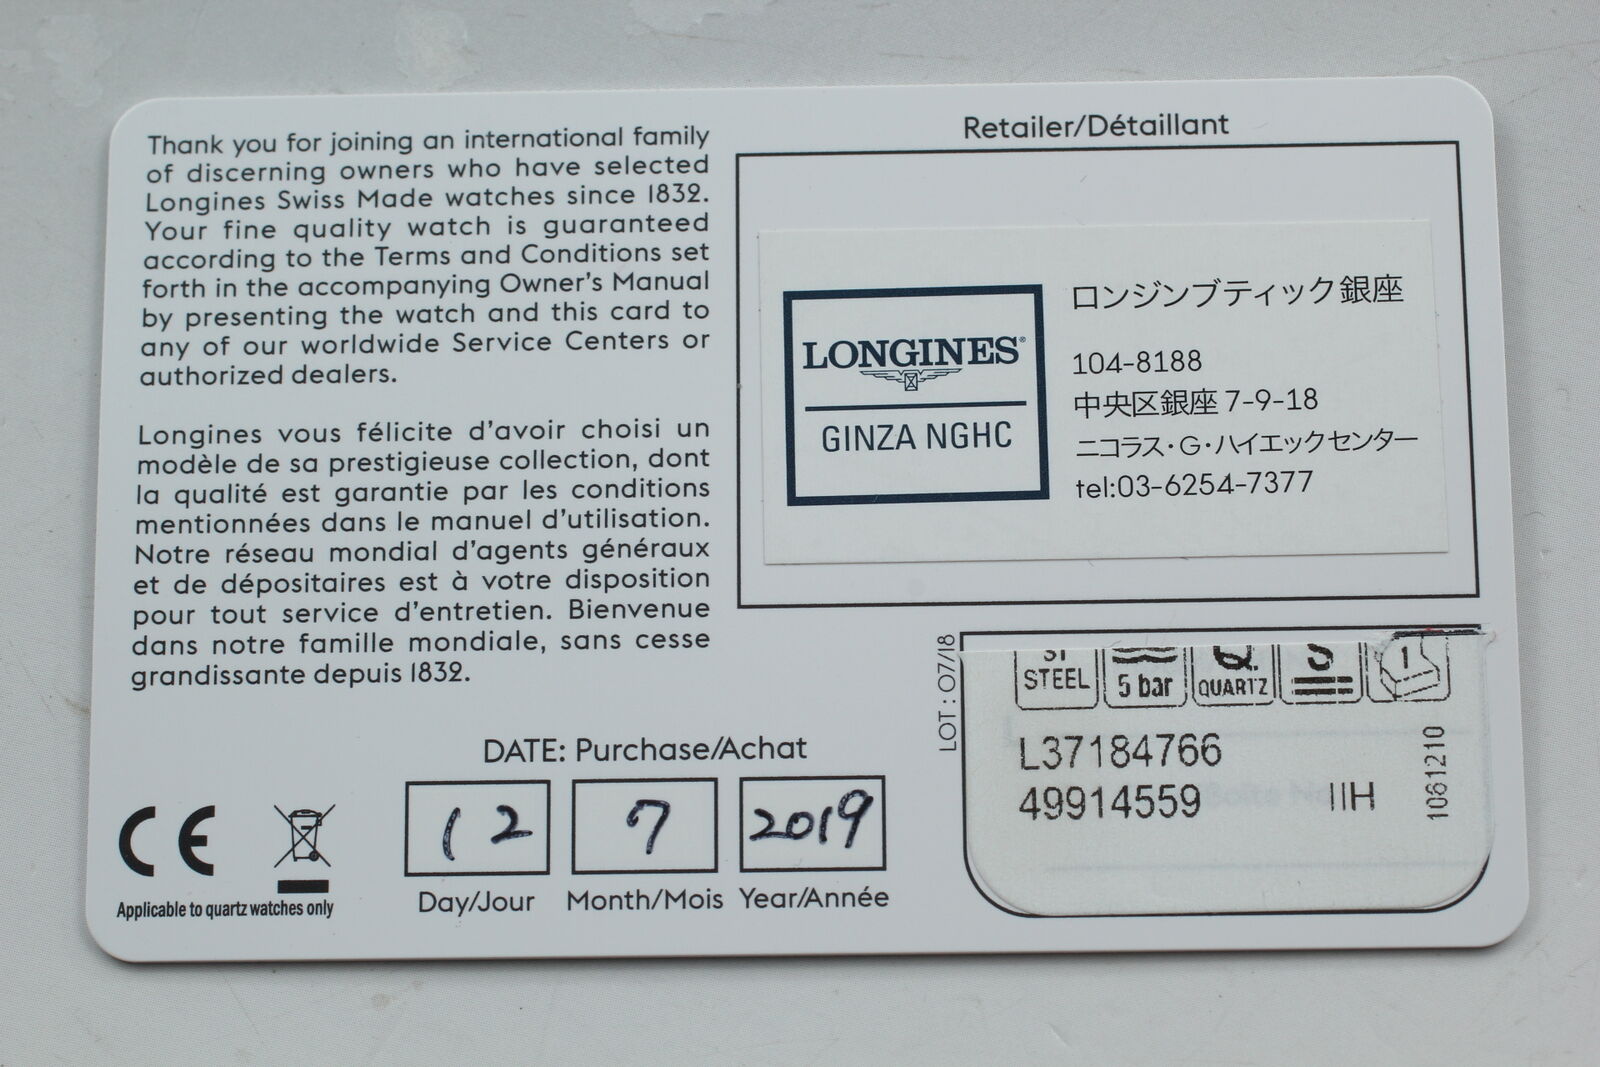 Thank you for joining an international family
of discerning owners who have selected
Longines Swiss Made watches since 1832.
Your fine quality watch is guaranteed
according to the Terms and Conditions set
forth in the accompanying Owner's Manual
by presenting the watch and this card to
any of our worldwide Service Centers or
authorized dealers.
Longines vous félicite d'avoir choisi un
modèle de sa prestigieuse collection, dont
la qualité est garantie par les conditions
mentionnées dans le manuel d'utilisation.
Notre réseau mondial d'agents généraux
et de dépositaires est à votre disposition
pour tout service d'entretien. Bienvenue
dans notre famille mondiale, sans cesse
grandissante depuis 1832.
Retailer/Détaillant
LONGINES®
GINZA NGHC
ロンジンブティック銀座
104-8188
中央区銀座 7-9-18
ニコラス・G・ハイエックセンター
tel:03-6254-7377
DATE: Purchase/Achat
12 7 2019
Day/Jour Month/Mois Year/Année
CE
Applicable to quartz watches only
LOT : 07/18
ST STEEL
5 bar
Q. QUARTZ
S
1
L37184766
49914559 IIH
1081210